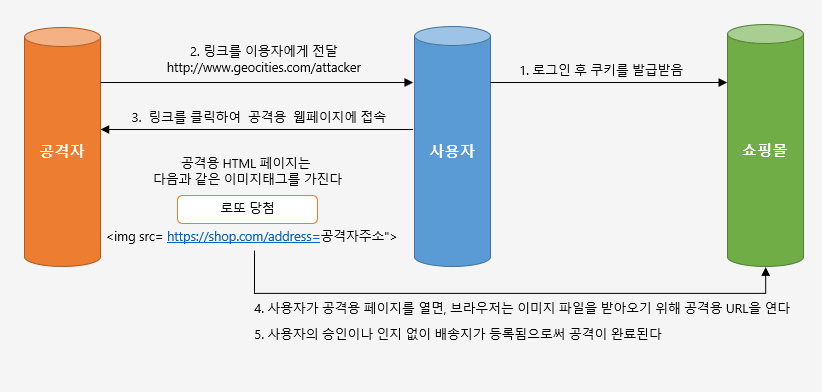 2. 링크를 이용자에게 전달
http://www.geocities.com/attacker
1. 로그인 후 쿠키를 발급받음
3. 링크를 클릭하여 공격용 웹페이지에 접속
공격자
사용자
쇼핑몰
공격용 HTML 페이지는
다음과 같은 이미지태그를 가진다
로또 당첨
<img src= https://shop.com/address=공격자주소">
4. 사용자가 공격용 페이지를 열면, 브라우저는 이미지 파일을 받아오기 위해 공격용 URL을 연다
5. 사용자의 승인이나 인지 없이 배송지가 등록됨으로써 공격이 완료된다